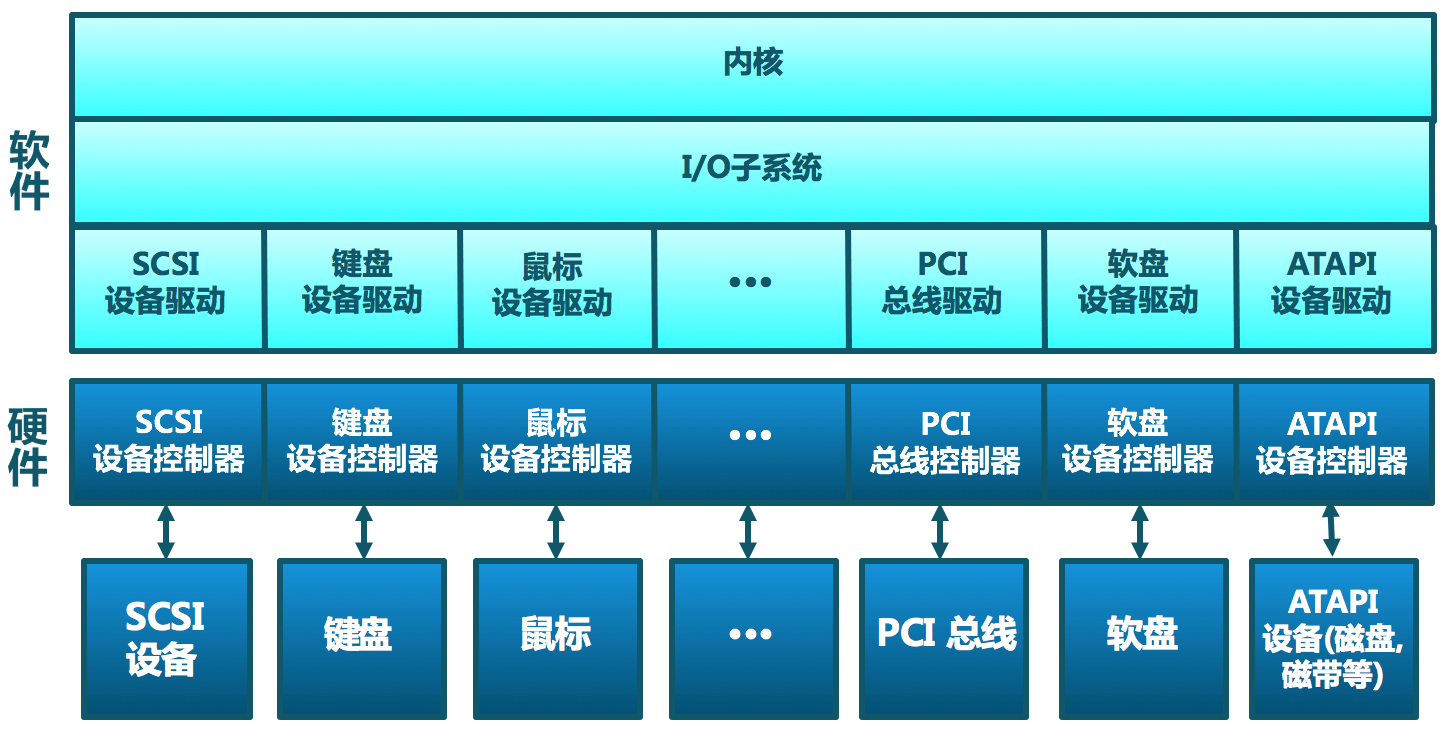 软件
内核
I/O子系统
SCSI
设备驱动
键盘
设备驱动
鼠标
设备驱动
•••
PCI
总线驱动
软盘
设备驱动
ATAPI
设备驱动
硬件
SCSI
设备控制器
键盘
设备控制器
鼠标
设备控制器
•••
PCI
总线控制器
软盘
设备控制器
ATAPI
设备控制器
SCSI
设备
键盘
鼠标
•••
PCI 总线
软盘
ATAPI
设备(磁盘,
磁带等)